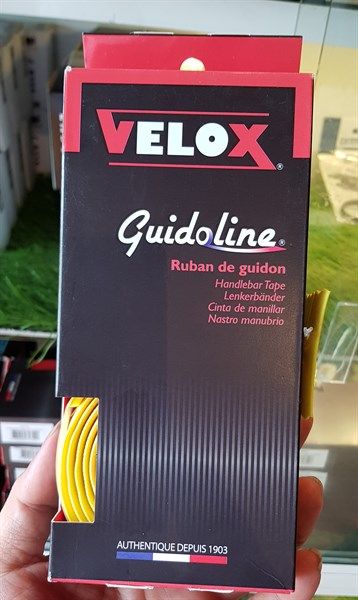 VELOX®
Guidoline®
Ruban de guidon
Handlebar Tape
Lenkerbänder
Cinta de manillar
Nastro manubrio
AUTHENTIQUE DEPUIS 1903